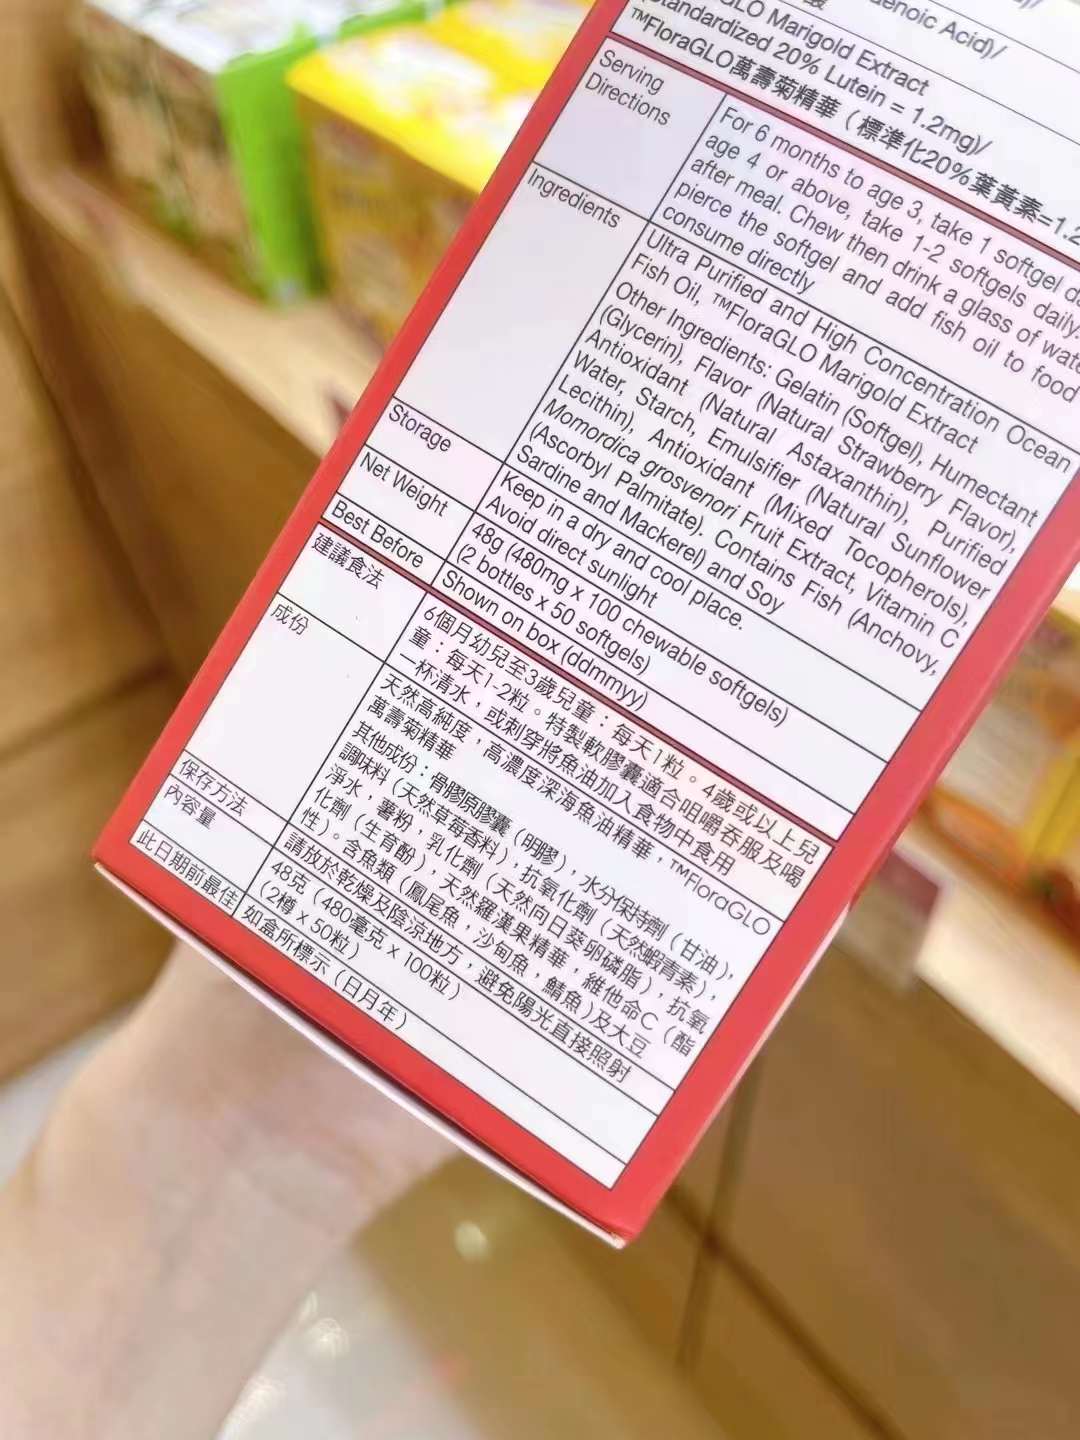 aenoic Acid)/
GLO Marigold Extract
(Standardized 20% Lutein = 1.2mg)/
™FloraGLO萬壽菊精華（標準化20%葉黃素=1.2
Serving
Directions
For 6 months to age 3, take 1 softgel
age 4 or above, take 1-2 softgels daily.
after meal. Chew then drink a glass of
pierce the softgel and add fish oil to food
consume directly
Ingredients
Ultra Purified and High Concentration Ocean
Fish Oil, ™FloraGLO Marigold Extract
Other Ingredients: Gelatin (Softgel), Humectant
(Glycerin), Flavor (Natural Strawberry Flavor),
Antioxidant (Natural Astaxanthin), Purified
Water, Starch, Emulsifier (Natural Sunflower
Lecithin), Antioxidant (Mixed Tocopherols),
Momordica grosvenori Fruit Extract, Vitamin C
(Ascorbyl Palmitate). Contains Fish (Anchovy,
Sardine and Mackerel) and Soy
Storage
Keep in a dry and cool place.
Avoid direct sunlight
Net Weight
48g (480mg x 100 chewable softgels)
(2 bottles x 50 softgels)
Best Before
Shown on box (ddmmyy)
建議食法
6個月幼兒至3歲兒童：每天1粒。4歲或以上兒
童：每天1-2粒。特製軟膠囊適合咀嚼吞服及喝
一杯清水，或刺穿將魚油加入食物中食用
成份
天然高純度，高濃度深海魚油精華，™FloraGLO
萬壽菊精華
其他成份：骨膠原膠囊（明膠），水分保持劑（甘油），
調味料（天然草莓香料），抗氧化劑（天然蝦青素），
淨水，薯粉，乳化劑（天然向日葵卵磷脂），抗氧
化劑（生育酚），天然羅漢果精華，維他命C（酯
性）。含魚類（鳳尾魚，沙甸魚，鯖魚）及大豆
保存方法
請放於乾燥及陰涼地方，避免陽光直接照射
內容量
48克（480毫克 x 100粒）
（2樽 x 50粒）
此日期前最佳
如盒所標示（日月年）